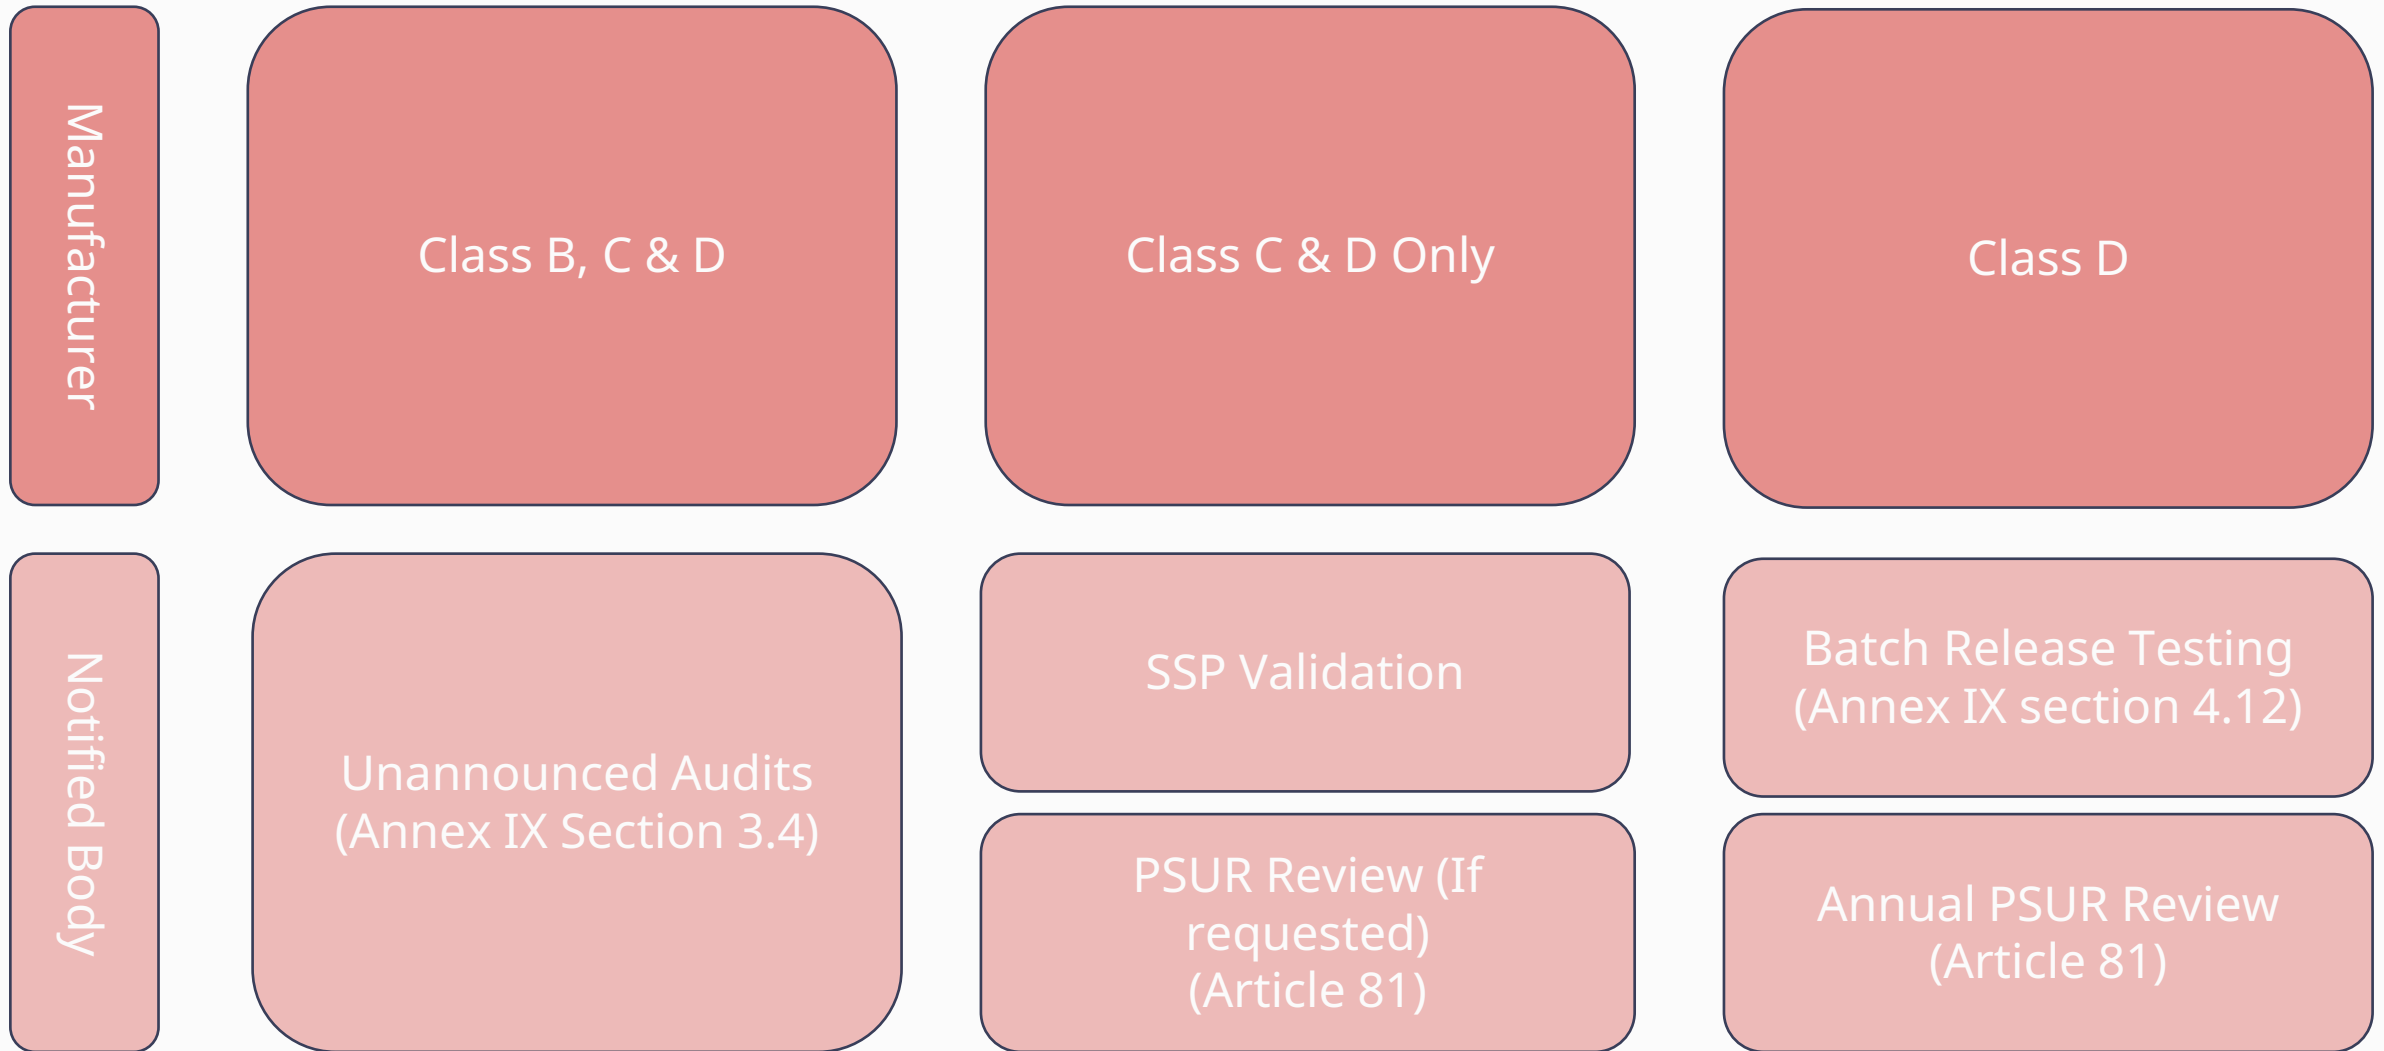 Manufacturer
Class B, C & D
Class C & D Only
Class D
Notified Body
Unannounced Audits
(Annex IX Section 3.4)
SSP Validation
PSUR Review (If
requested)
(Article 81)
Batch Release Testing
(Annex IX section 4.12)
Annual PSUR Review
(Article 81)